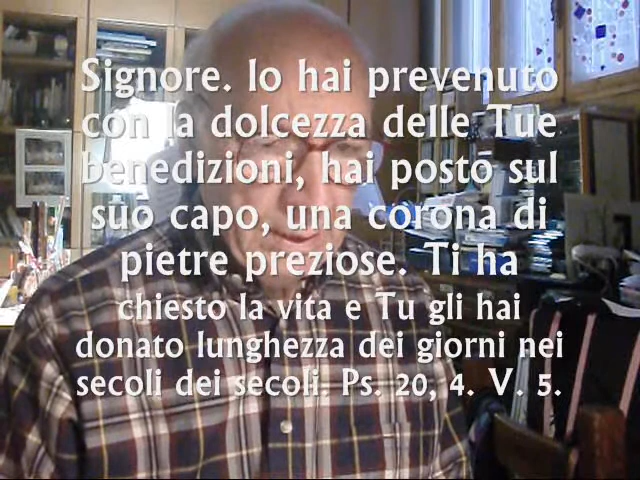 Signore. lo hai prevenuto
con la dolcezza delle Tue
benedizioni, hai posto sul
suo capo, una corona di
pietre preziose. Ti ha
chiesto la vita e Tu gli hai
donato lunghezza dei giorni nei
secoli dei secoli. Ps. 20, 4. V. 5.